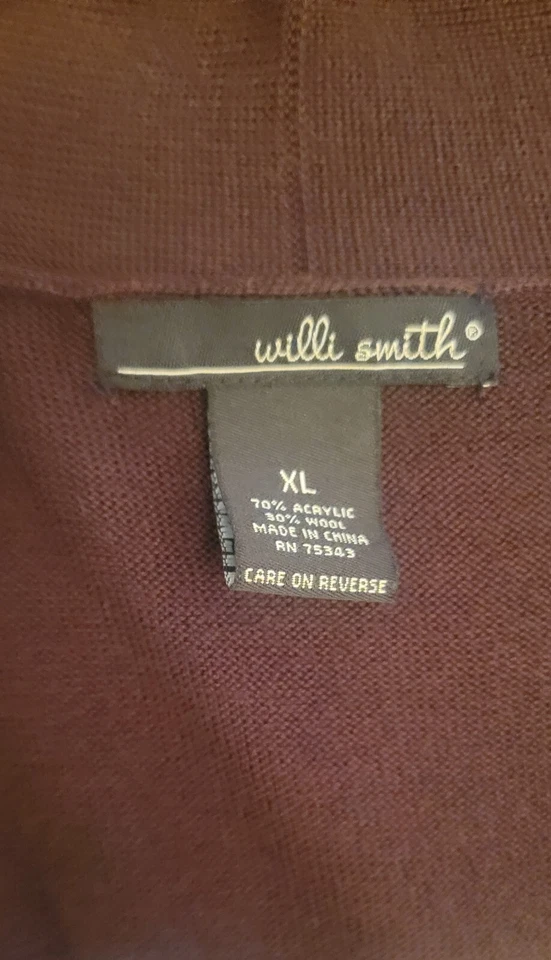 willi smith®
XL
70% ACRYLIC
30% WOOL
MADE IN CHINA
RN 75343
CARE ON REVERSE